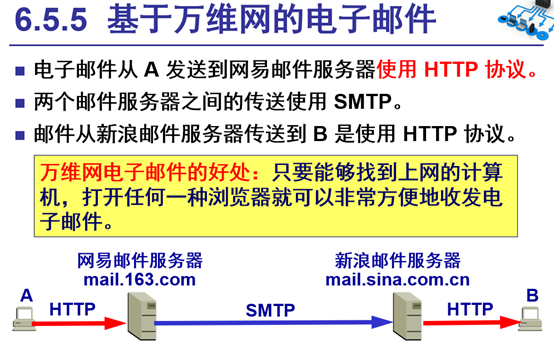 6.5.5 基于万维网的电子邮件
电子邮件从 A 发送到网易邮件服务器使用 HTTP 协议。
两个邮件服务器之间的传送使用 SMTP。
邮件从新浪邮件服务器传送到 B 是使用 HTTP 协议。
万维网电子邮件的好处：只要能够找到上网的计算
机，打开任何一种浏览器就可以非常方便地收发电
子邮件。
网易邮件服务器
mail.163.com
新浪邮件服务器
mail.sina.com.cn
A
HTTP
SMTP
HTTP
B